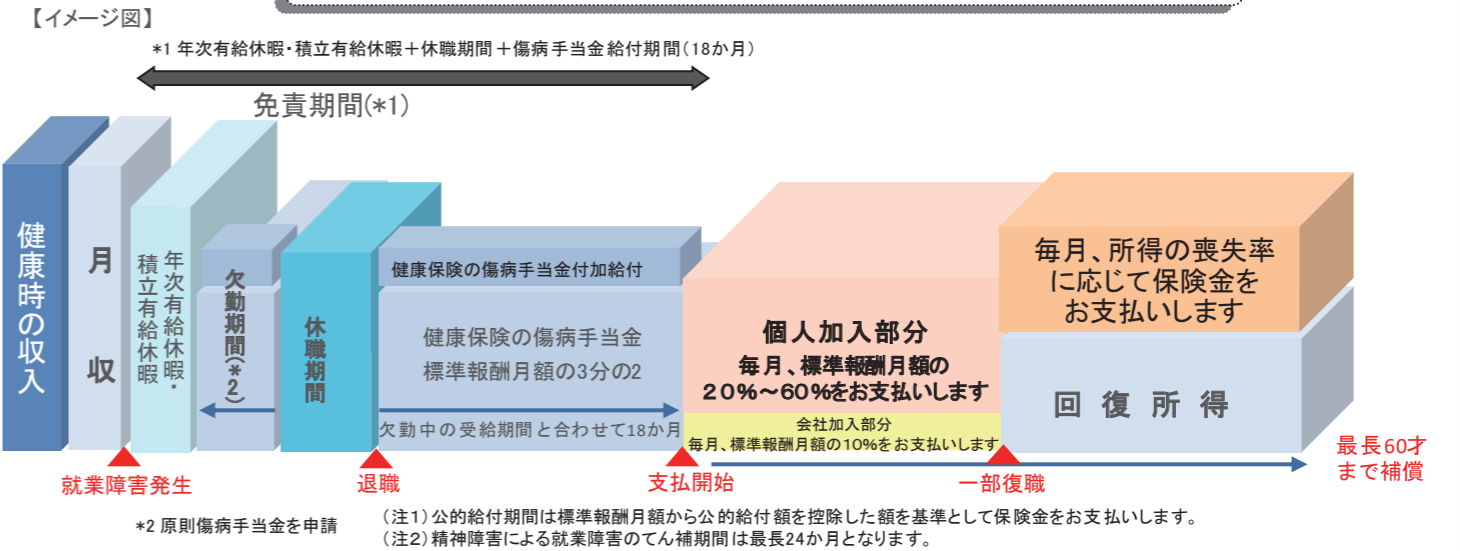 【イメージ図】
*1 年次有給休暇・積立有給休暇+休職期間+傷病手当金給付期間(18か月)
免責期間(*1)
健康時の収入
月収
年次有給休暇・
積立有給休暇
欠勤期間(*2)
休職期間
健康保険の傷病手当金付加給付
健康保険の傷病手当金
標準報酬月額の3分の2
欠勤中の受給期間と合わせて18か月
個人加入部分
毎月、標準報酬月額の
20%~60%をお支払いします
会社加入部分
毎月、標準報酬月額の10%をお支払いします
毎月、所得の喪失率
に応じて保険金を
お支払いします
回復所得
就業障害発生
退職
支払開始
一部復職
最長60才
まで補償
*2 原則傷病手当金を申請
(注1)公的給付期間は標準報酬月額から公的給付額を控除した額を基準として保険金をお支払いします。
(注2)精神障害による就業障害のてん補期間は最長24か月となります。